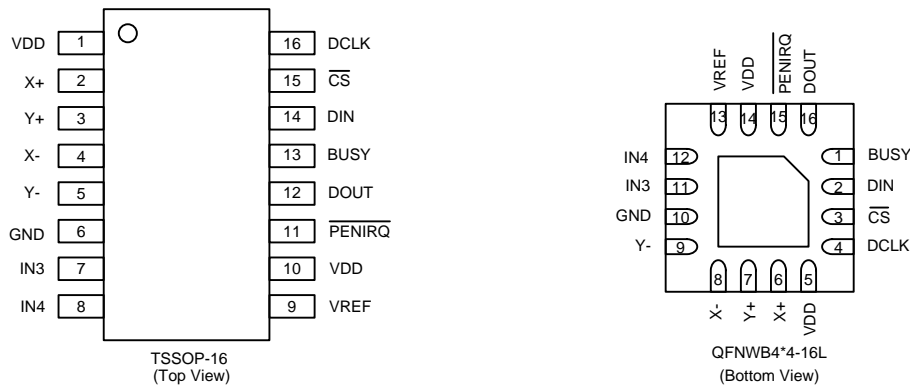 VDD 1 16 DCLK
X+ 2 15 CS
Y+ 3 14 DIN
X- 4 13 BUSY
Y- 5 12 DOUT
GND 6 11 PENIRQ
IN3 7 10 VDD
IN4 8 9 VREF
TSSOP-16
(Top View)
VREF VDD PENIRQ DOUT
13 14 15 16
IN4 12 1 BUSY
IN3 11 2 DIN
GND 10 3 CS
Y- 9 4 DCLK
8 7 6 5
X- Y+ X+ VDD
QFNWB4*4-16L
(Bottom View)